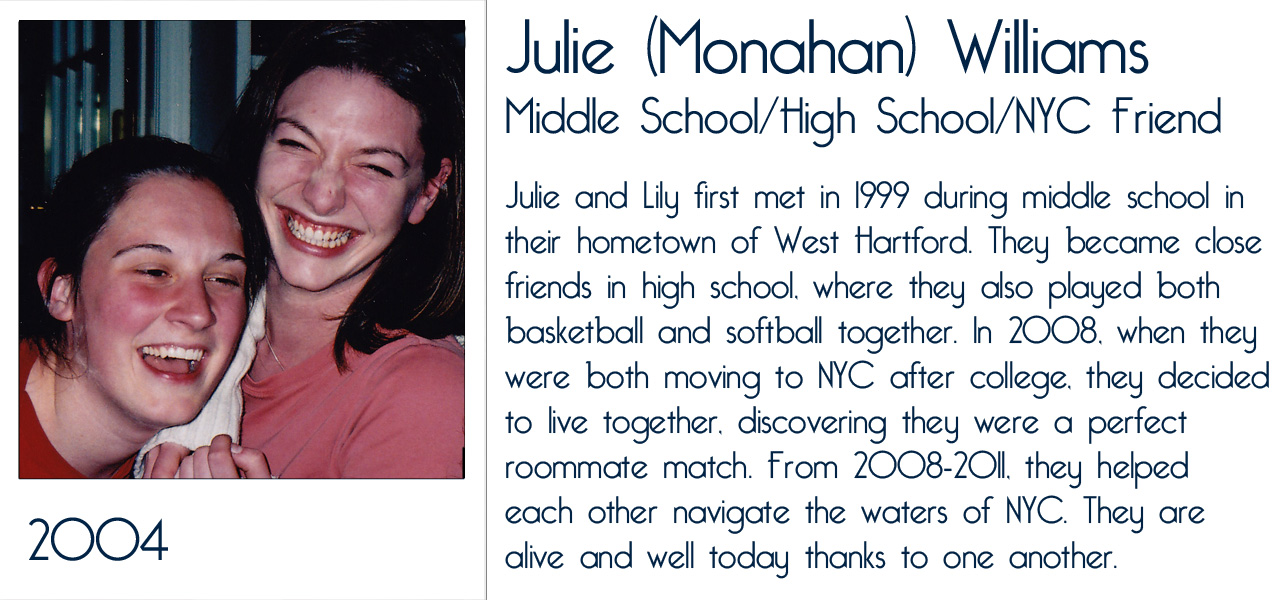 Julie (Monahan) Williams
Middle School/High School/NYC Friend
Julie and Lily first met in 1999 during middle school in
their hometown of West Hartford. They became close
friends in high school, where they also played both
basketball and softball together. In 2008, when they
were both moving to NYC after college, they decided
to live together, discovering they were a perfect
roommate match. From 2008-2011, they helped
each other navigate the waters of NYC. They are
alive and well today thanks to one another.
2004